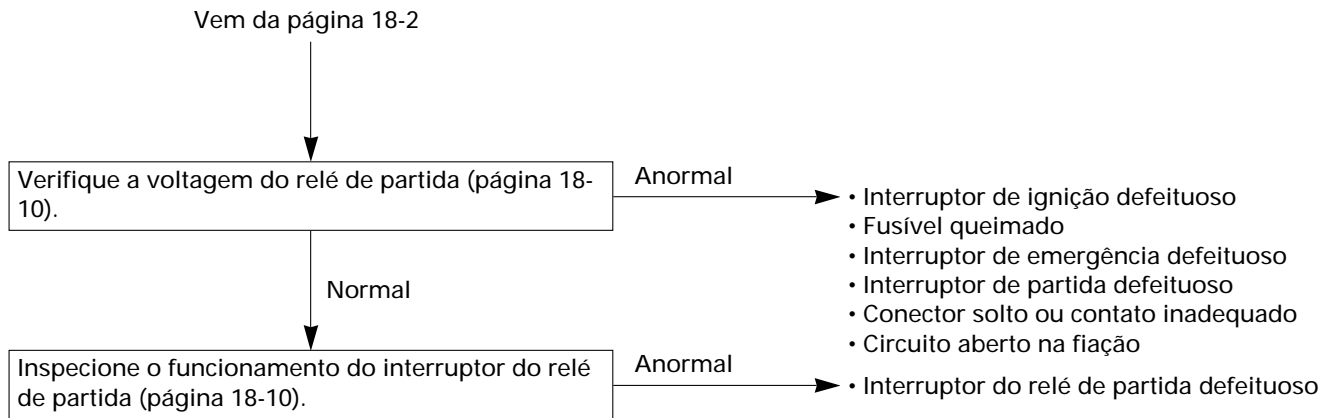 Vem da página 18-2
Verifique a voltagem do relé de partida (página 18-
10).
Anormal
• Interruptor de ignição defeituoso
• Fusível queimado
• Interruptor de emergência defeituoso
• Interruptor de partida defeituoso
• Conector solto ou contato inadequado
• Circuito aberto na fiação
Normal
Inspecione o funcionamento do interruptor do relé
de partida (página 18-10).
Anormal
• Interruptor do relé de partida defeituoso